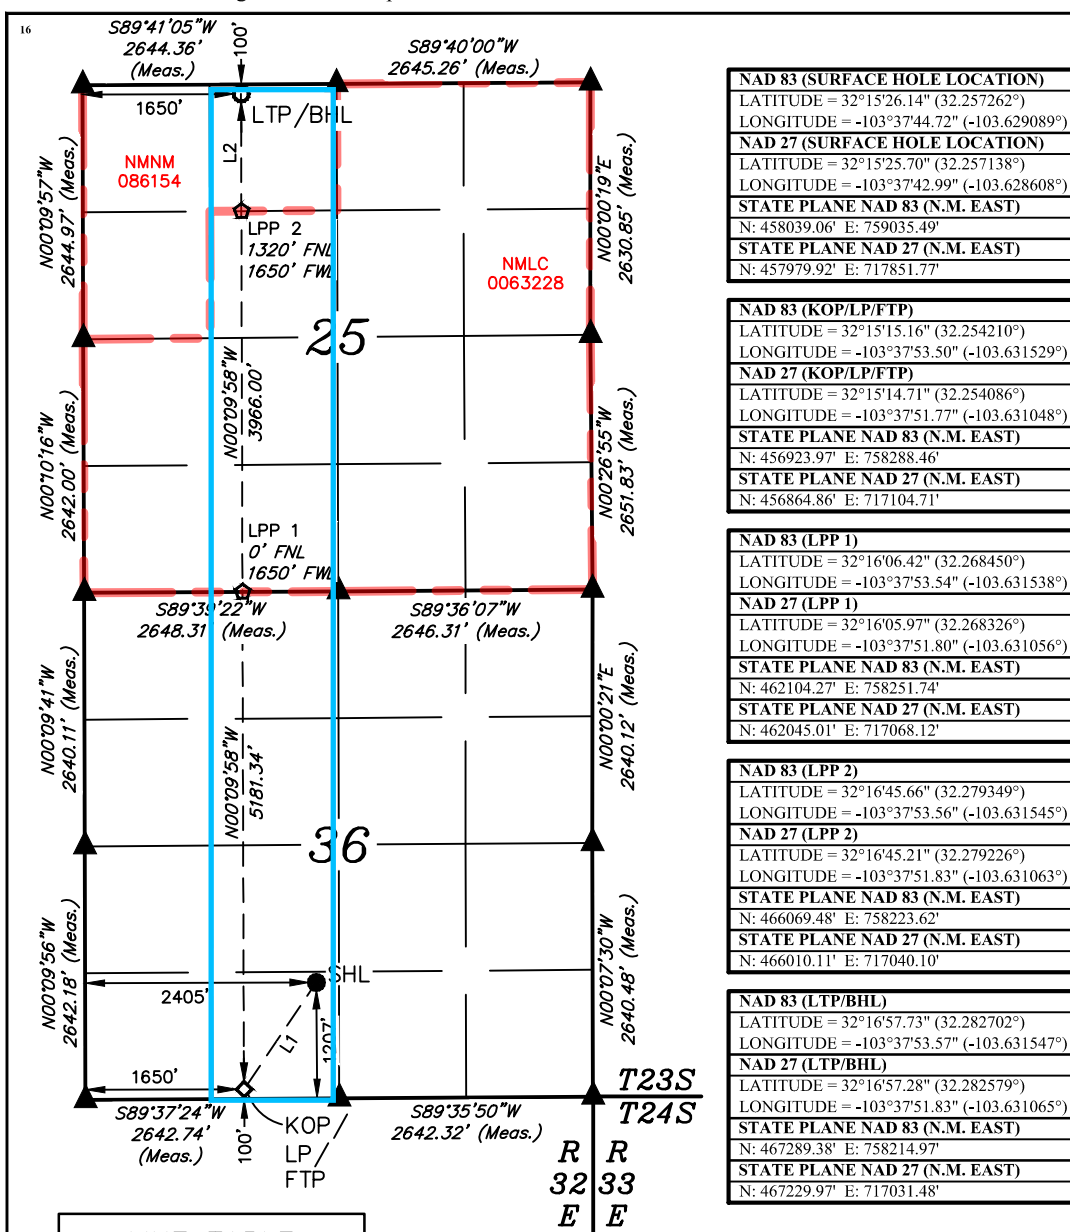 16
S89°41'05"W
2644.36'
(Meas.)
100'
S89°40'00"W
2645.26' (Meas.)
1650'
LTP/BHL
NMNM
086154
L2
N00°09'57"W
2644.97' (Meas.)
N00°00'19"E
2630.85' (Meas.)
LPP 2
1320' FNL
1650' FWL
NMLC
0063228
25
N00°09'58"W
3966.00'
N00°10'16"W
2642.00' (Meas.)
N00°26'55"W
2651.83' (Meas.)
LPP 1
0' FNL
1650' FWL
S89°39'22"W
2648.31' (Meas.)
S89°36'07"W
2646.31' (Meas.)
N00°09'41"W
2640.11' (Meas.)
N00°00'21"E
2640.12' (Meas.)
N00°09'58"W
5181.34'
36
N00°09'56"W
2642.18' (Meas.)
N00°07'30"W
2640.48' (Meas.)
SHL
2405'
L1
1207'
1650'
T23S
T24S
S89°37'24"W
2642.74'
(Meas.)
100'
KOP
LP
FTP
S89°35'50"W
2642.32' (Meas.)
R R
32 33
E E
NAD 83 (SURFACE HOLE LOCATION)
LATITUDE = 32°15'26.14" (32.257262°)
LONGITUDE = -103°37'44.72" (-103.629089°)
NAD 27 (SURFACE HOLE LOCATION)
LATITUDE = 32°15'25.70" (32.257138°)
LONGITUDE = -103°37'42.99" (-103.628608°)
STATE PLANE NAD 83 (N.M. EAST)
N: 458039.06' E: 759035.49'
STATE PLANE NAD 27 (N.M. EAST)
N: 457979.92' E: 717851.77'
NAD 83 (KOP/LP/FTP)
LATITUDE = 32°15'15.16" (32.254210°)
LONGITUDE = -103°37'53.50" (-103.631529°)
NAD 27 (KOP/LP/FTP)
LATITUDE = 32°15'14.71" (32.254086°)
LONGITUDE = -103°37'51.77" (-103.631048°)
STATE PLANE NAD 83 (N.M. EAST)
N: 456923.97' E: 758288.46'
STATE PLANE NAD 27 (N.M. EAST)
N: 456864.86' E: 717104.71'
NAD 83 (LPP 1)
LATITUDE = 32°16'06.42" (32.268450°)
LONGITUDE = -103°37'53.54" (-103.631538°)
NAD 27 (LPP 1)
LATITUDE = 32°16'05.97" (32.268326°)
LONGITUDE = -103°37'51.80" (-103.631056°)
STATE PLANE NAD 83 (N.M. EAST)
N: 462104.27' E: 758251.74'
STATE PLANE NAD 27 (N.M. EAST)
N: 462045.01' E: 717068.12'
NAD 83 (LPP 2)
LATITUDE = 32°16'45.66" (32.279349°)
LONGITUDE = -103°37'53.56" (-103.631545°)
NAD 27 (LPP 2)
LATITUDE = 32°16'45.21" (32.279226°)
LONGITUDE = -103°37'51.83" (-103.631063°)
STATE PLANE NAD 83 (N.M. EAST)
N: 466069.48' E: 758223.62'
STATE PLANE NAD 27 (N.M. EAST)
N: 466010.11' E: 717040.10'
NAD 83 (LTP/BHL)
LATITUDE = 32°16'57.73" (32.282702°)
LONGITUDE = -103°37'53.57" (-103.631547°)
NAD 27 (LTP/BHL)
LATITUDE = 32°16'57.28" (32.282579°)
LONGITUDE = -103°37'51.83" (-103.631065°)
STATE PLANE NAD 83 (N.M. EAST)
N: 467289.38' E: 758214.97'
STATE PLANE NAD 27 (N.M. EAST)
N: 467229.97' E: 717031.48'